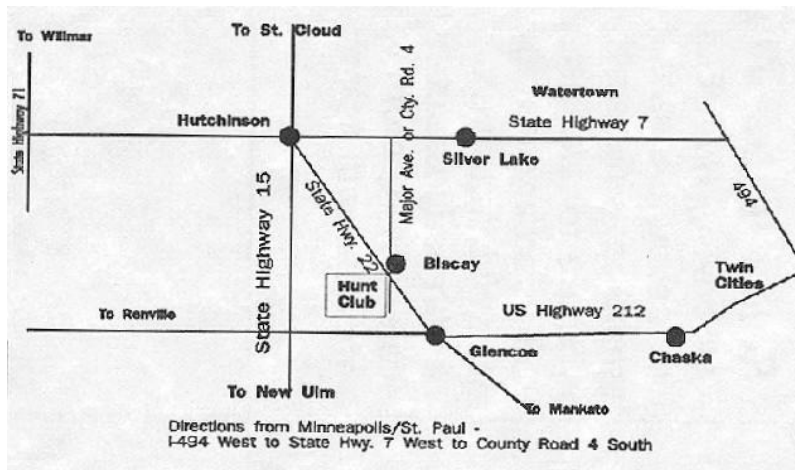 To Willmar
To St. Cloud
State Highway 71
Major Ave. or Cty. Rd. 4
Watertown
State Highway 7
Hutchinson
Silver Lake
494
State Highway 15
State Hwy. 22
Biscay
Hunt
Club
Twin
Cities
US Highway 212
To Renville
Glencoe
Chaska
To New Ulm
To Mankato
Directions from Minneapolis/St. Paul -
I-494 West to State Hwy. 7 West to County Road 4 South